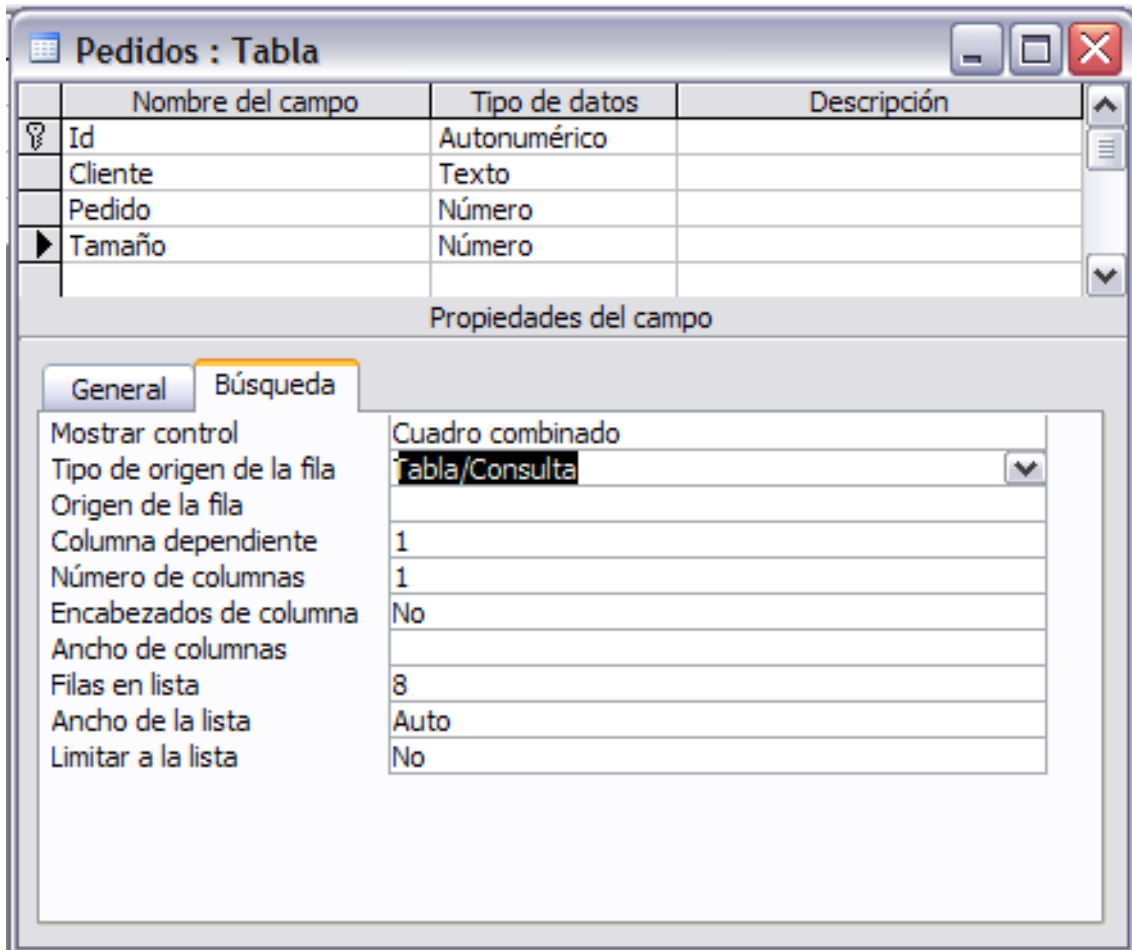 Pedidos : Tabla
Nombre del campo Tipo de datos Descripción
Id Autonumérico
Cliente Texto
Pedido Número
Tamaño Número
Propiedades del campo
General Búsqueda
Mostrar control Cuadro combinado
Tipo de origen de la fila Tabla/Consulta
Origen de la fila
Columna dependiente 1
Número de columnas 1
Encabezados de columna No
Ancho de columnas
Filas en lista 8
Ancho de la lista Auto
Limitar a la lista No